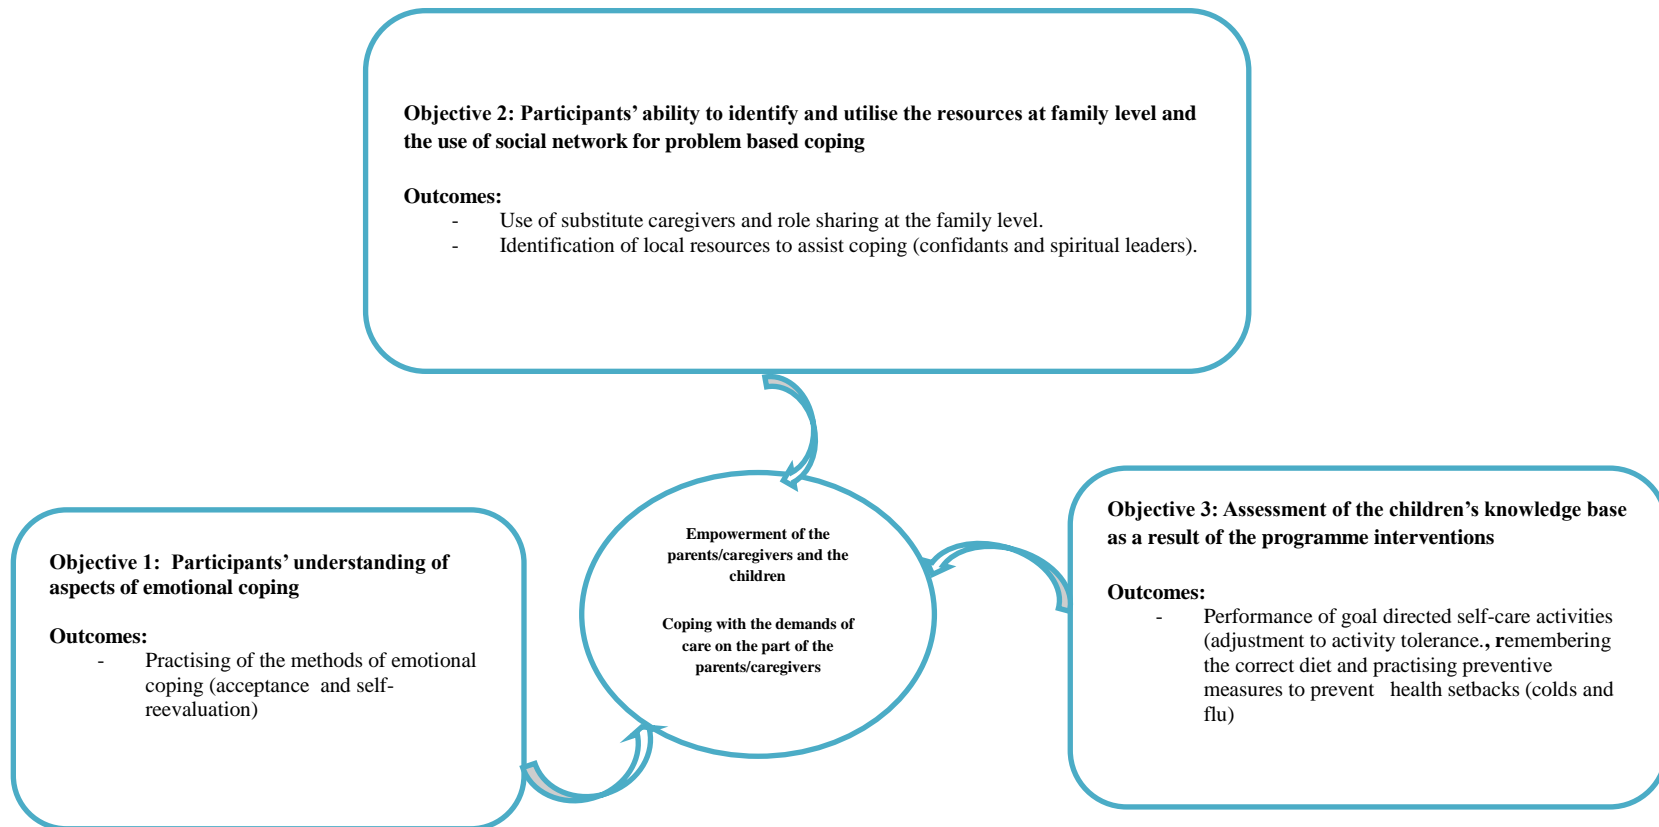 Objective 2: Participants’ ability to identify and utilise the resources at family level and
the use of social network for problem based coping
Outcomes:
- Use of substitute caregivers and role sharing at the family level.
- Identification of local resources to assist coping (confidants and spiritual leaders).
Objective 1: Participants’ understanding of
aspects of emotional coping
Outcomes:
- Practising of the methods of emotional
coping (acceptance and self-
reevaluation)
Empowerment of the
parents/caregivers and the
children
Coping with the demands of
care on the part of the
parents/caregivers
Objective 3: Assessment of the children’s knowledge base
as a result of the programme interventions
Outcomes:
- Performance of goal directed self-care activities
(adjustment to activity tolerance., remembering
the correct diet and practising preventive
measures to prevent health setbacks (colds and
flu)